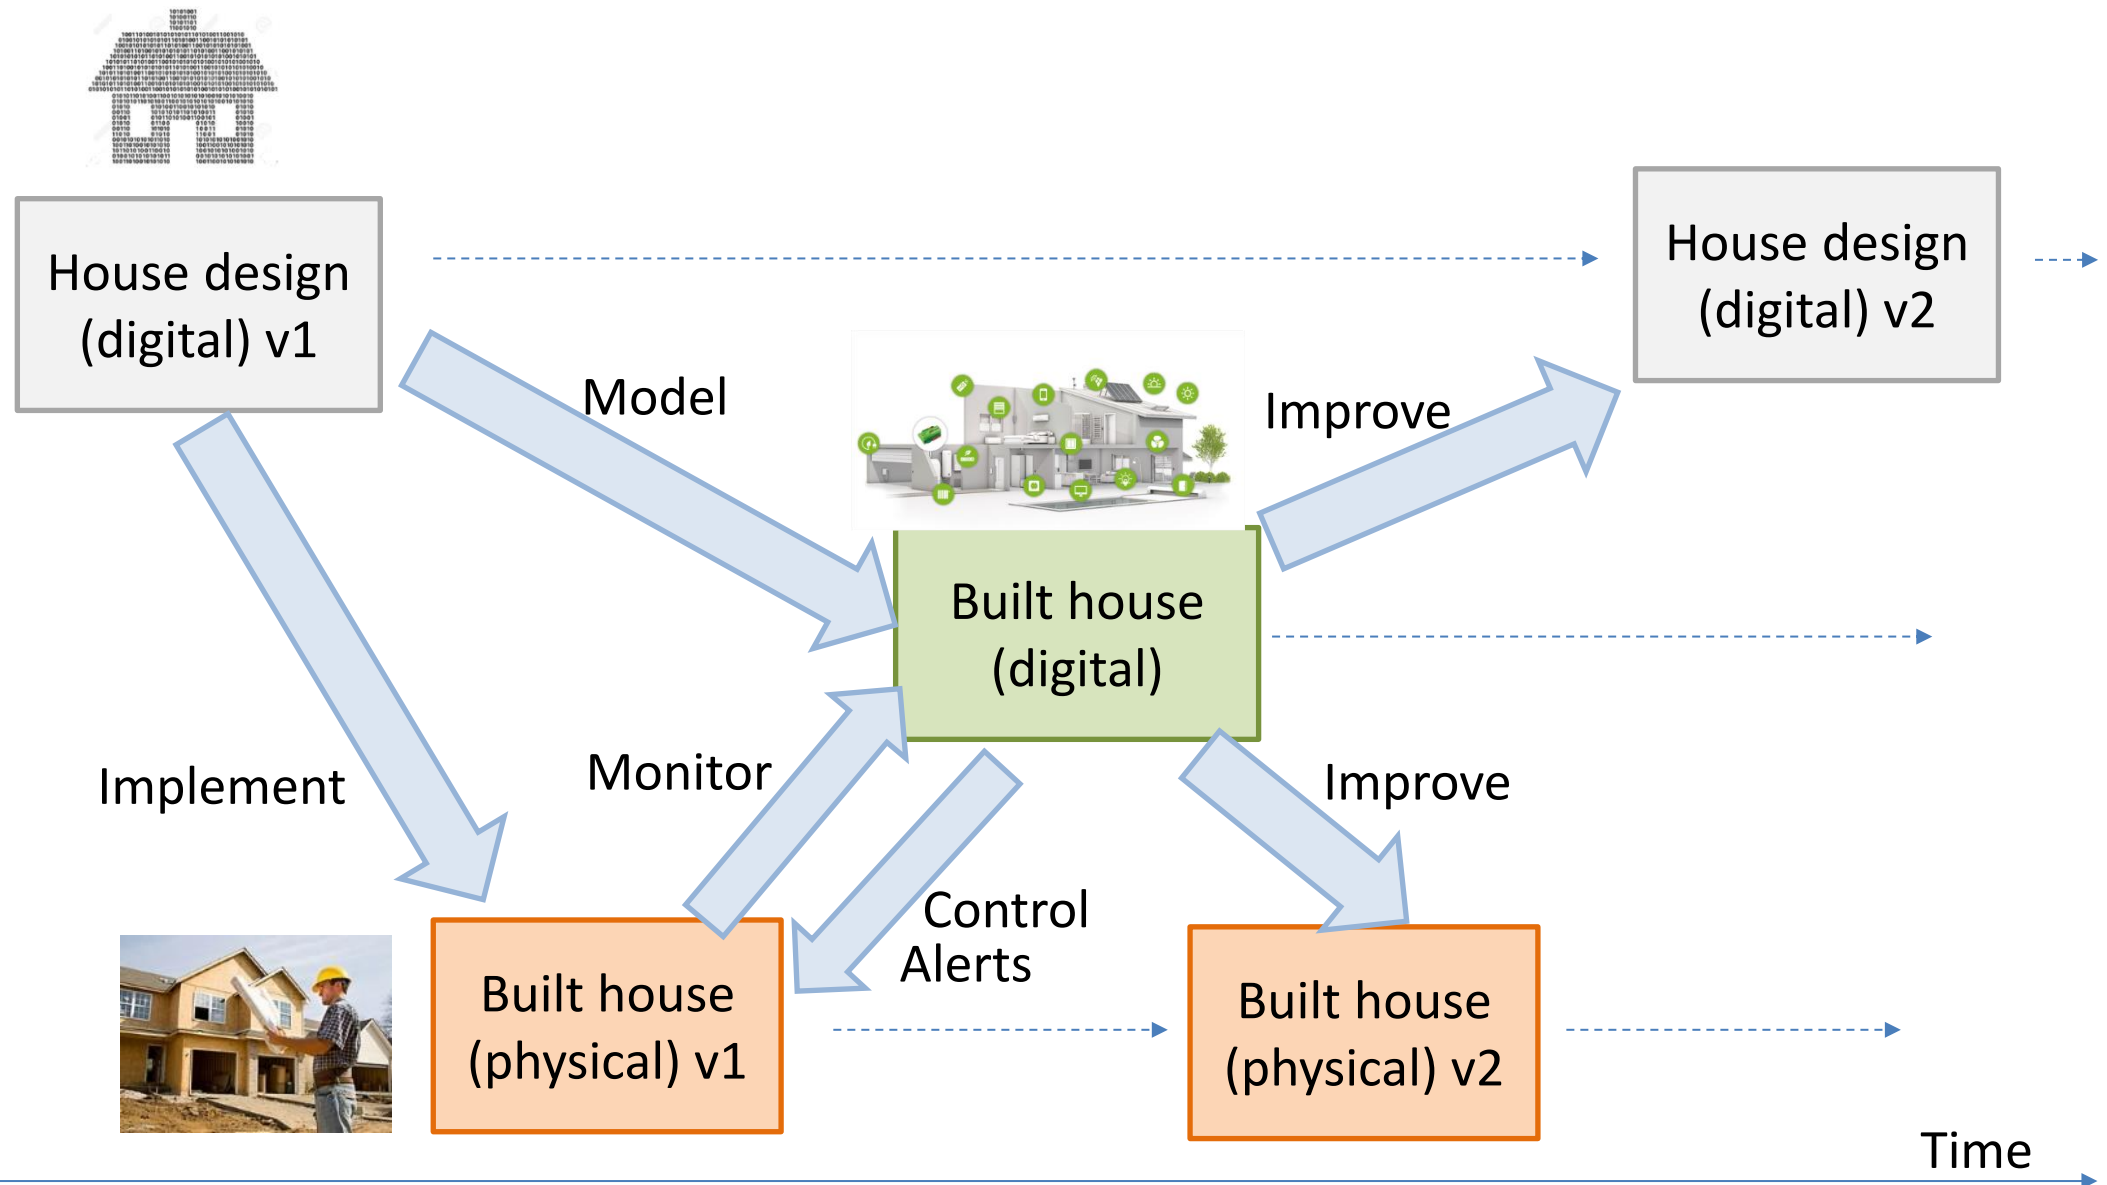 House design
(digital) v1
House design
(digital) v2
Model
Improve
Built house
(digital)
Implement
Monitor
Improve
Control
Alerts
Built house
(physical) v1
Built house
(physical) v2
Time